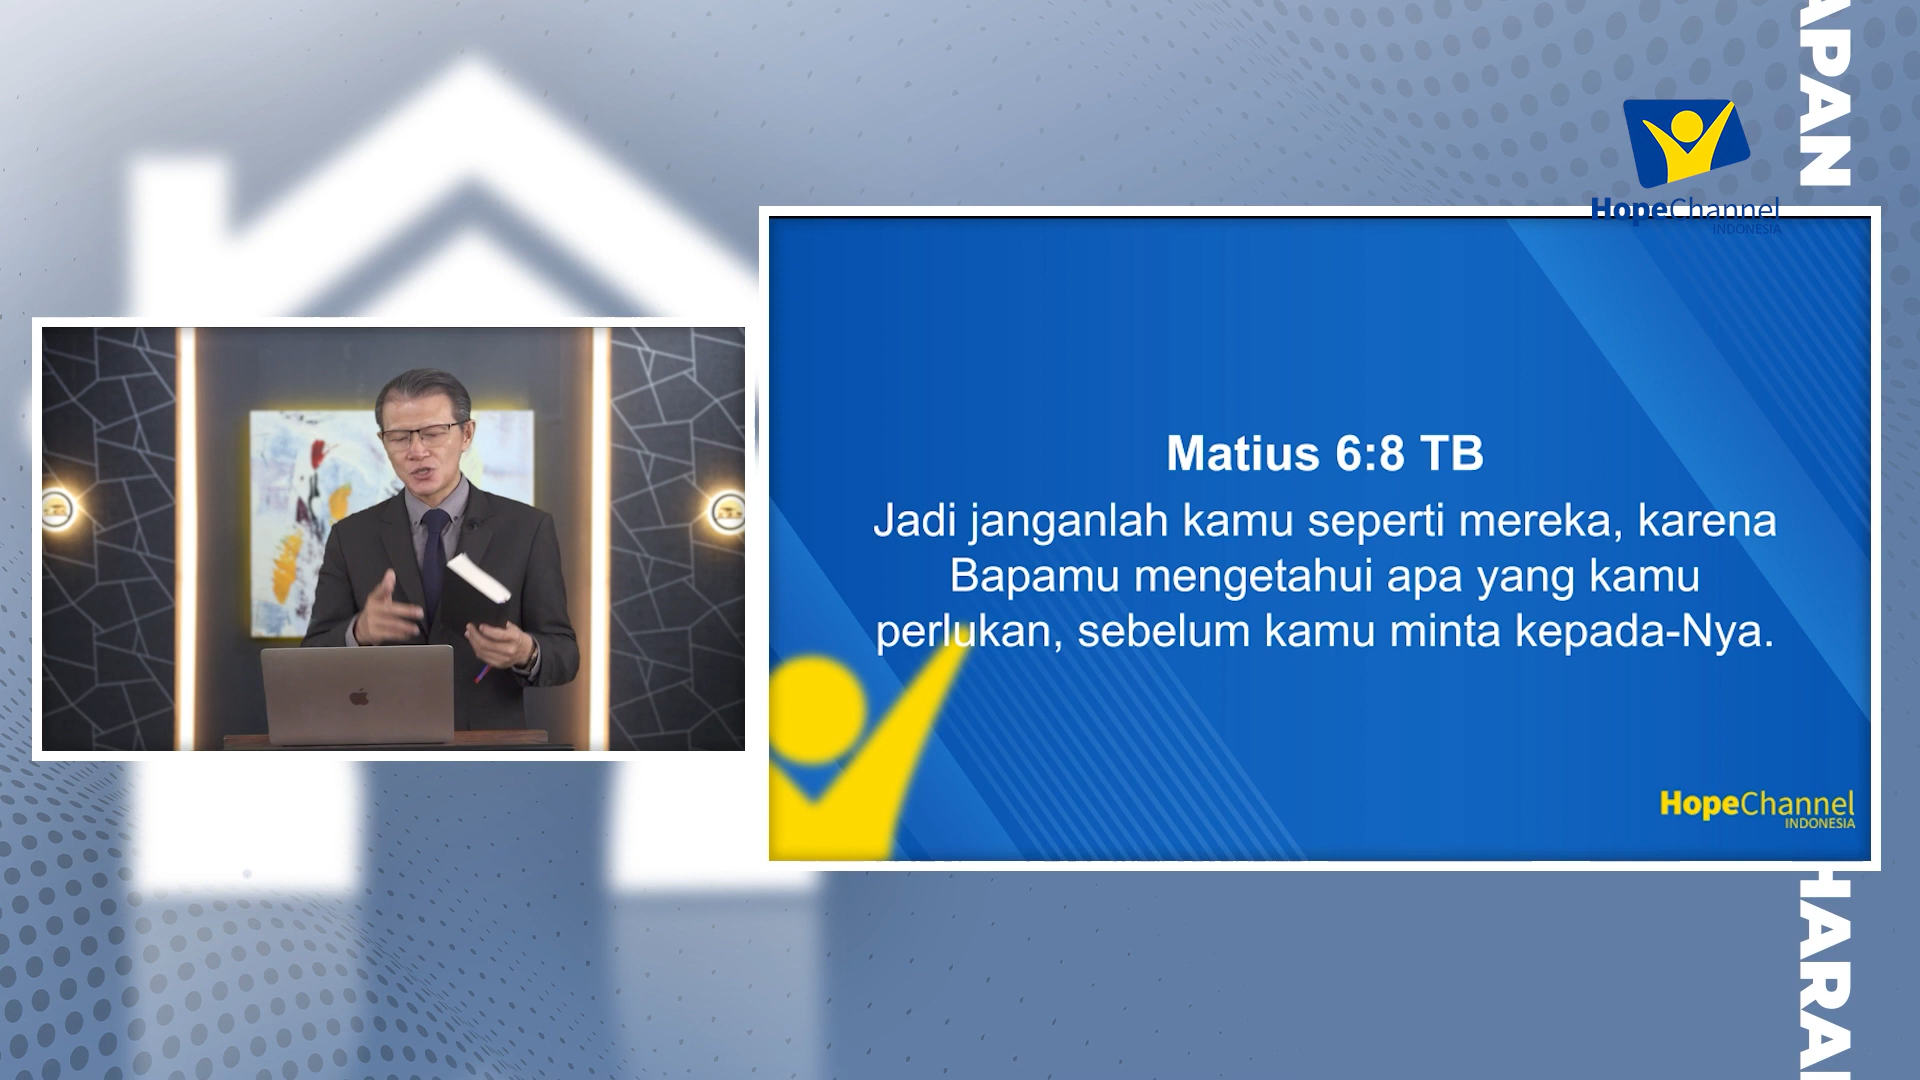 APAN
HopeChannel
INDONESIA
Matius 6:8 TB
Jadi janganlah kamu seperti mereka, karena
Bapamu mengetahui apa yang kamu
perlukan, sebelum kamu minta kepada-Nya.
HopeChannel
INDONESIA
HARA